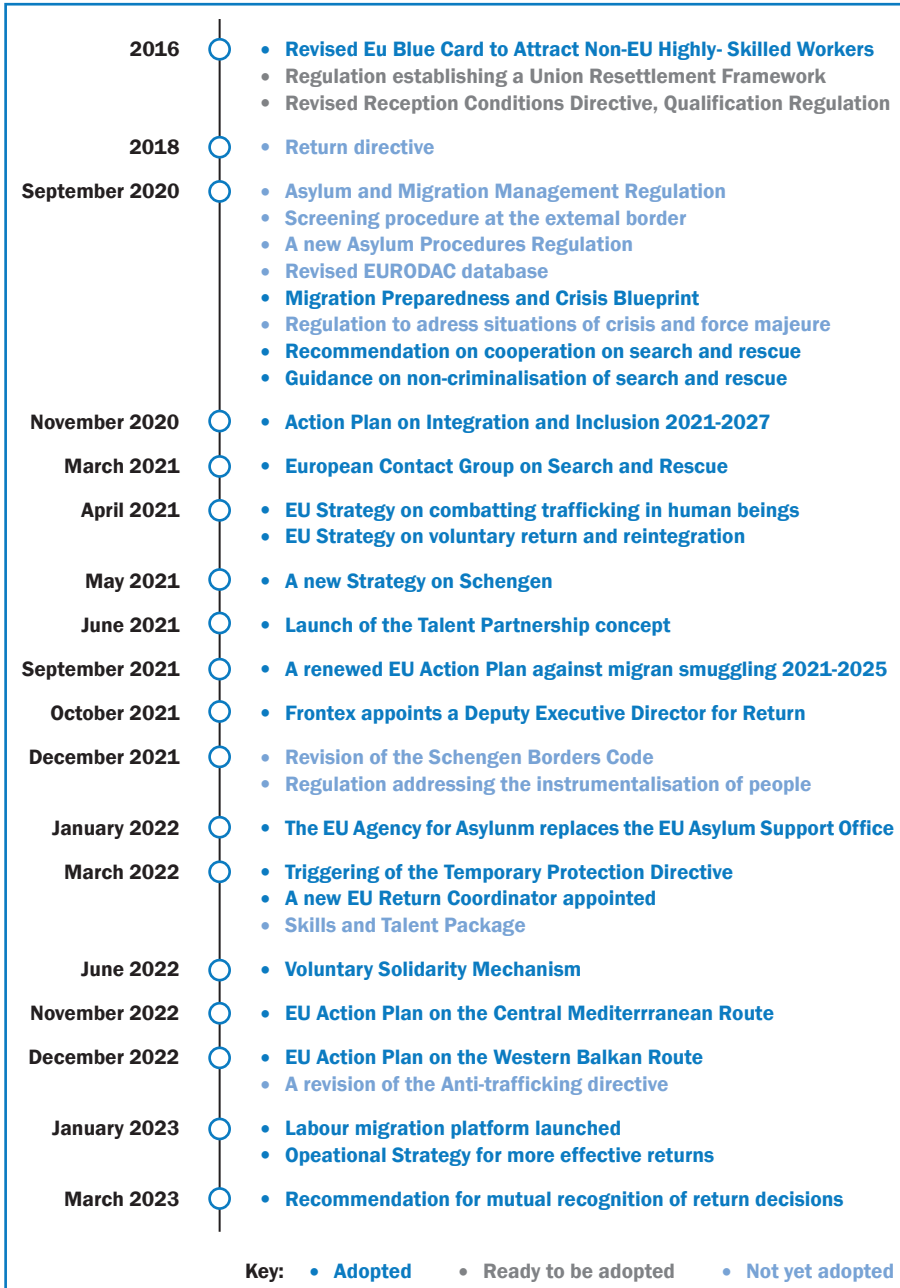 2016 • Revised Eu Blue Card to Attract Non-EU Highly- Skilled Workers
• Regulation establishing a Union Resettlement Framework
• Revised Reception Conditions Directive, Qualification Regulation
2018 • Return directive
September 2020 • Asylum and Migration Management Regulation
• Screening procedure at the extemal border
• A new Asylum Procedures Regulation
• Revised EURODAC database
• Migration Preparedness and Crisis Blueprint
• Regulation to adress situations of crisis and force majeure
• Recommendation on cooperation on search and rescue
• Guidance on non-criminalisation of search and rescue
November 2020 • Action Plan on Integration and Inclusion 2021-2027
March 2021 • European Contact Group on Search and Rescue
April 2021 • EU Strategy on combatting trafficking in human beings
• EU Strategy on voluntary return and reintegration
May 2021 • A new Strategy on Schengen
June 2021 • Launch of the Talent Partnership concept
September 2021 • A renewed EU Action Plan against migran smuggling 2021-2025
October 2021 • Frontex appoints a Deputy Executive Director for Return
December 2021 • Revision of the Schengen Borders Code
• Regulation addressing the instrumentalisation of people
January 2022 • The EU Agency for Asylunm replaces the EU Asylum Support Office
March 2022 • Triggering of the Temporary Protection Directive
• A new EU Return Coordinator appointed
• Skills and Talent Package
June 2022 • Voluntary Solidarity Mechanism
November 2022 • EU Action Plan on the Central Mediterrranean Route
December 2022 • EU Action Plan on the Western Balkan Route
• A revision of the Anti-trafficking directive
January 2023 • Labour migration platform launched
• Opeational Strategy for more effective returns
March 2023 • Recommendation for mutual recognition of return decisions
Key: • Adopted • Ready to be adopted • Not yet adopted